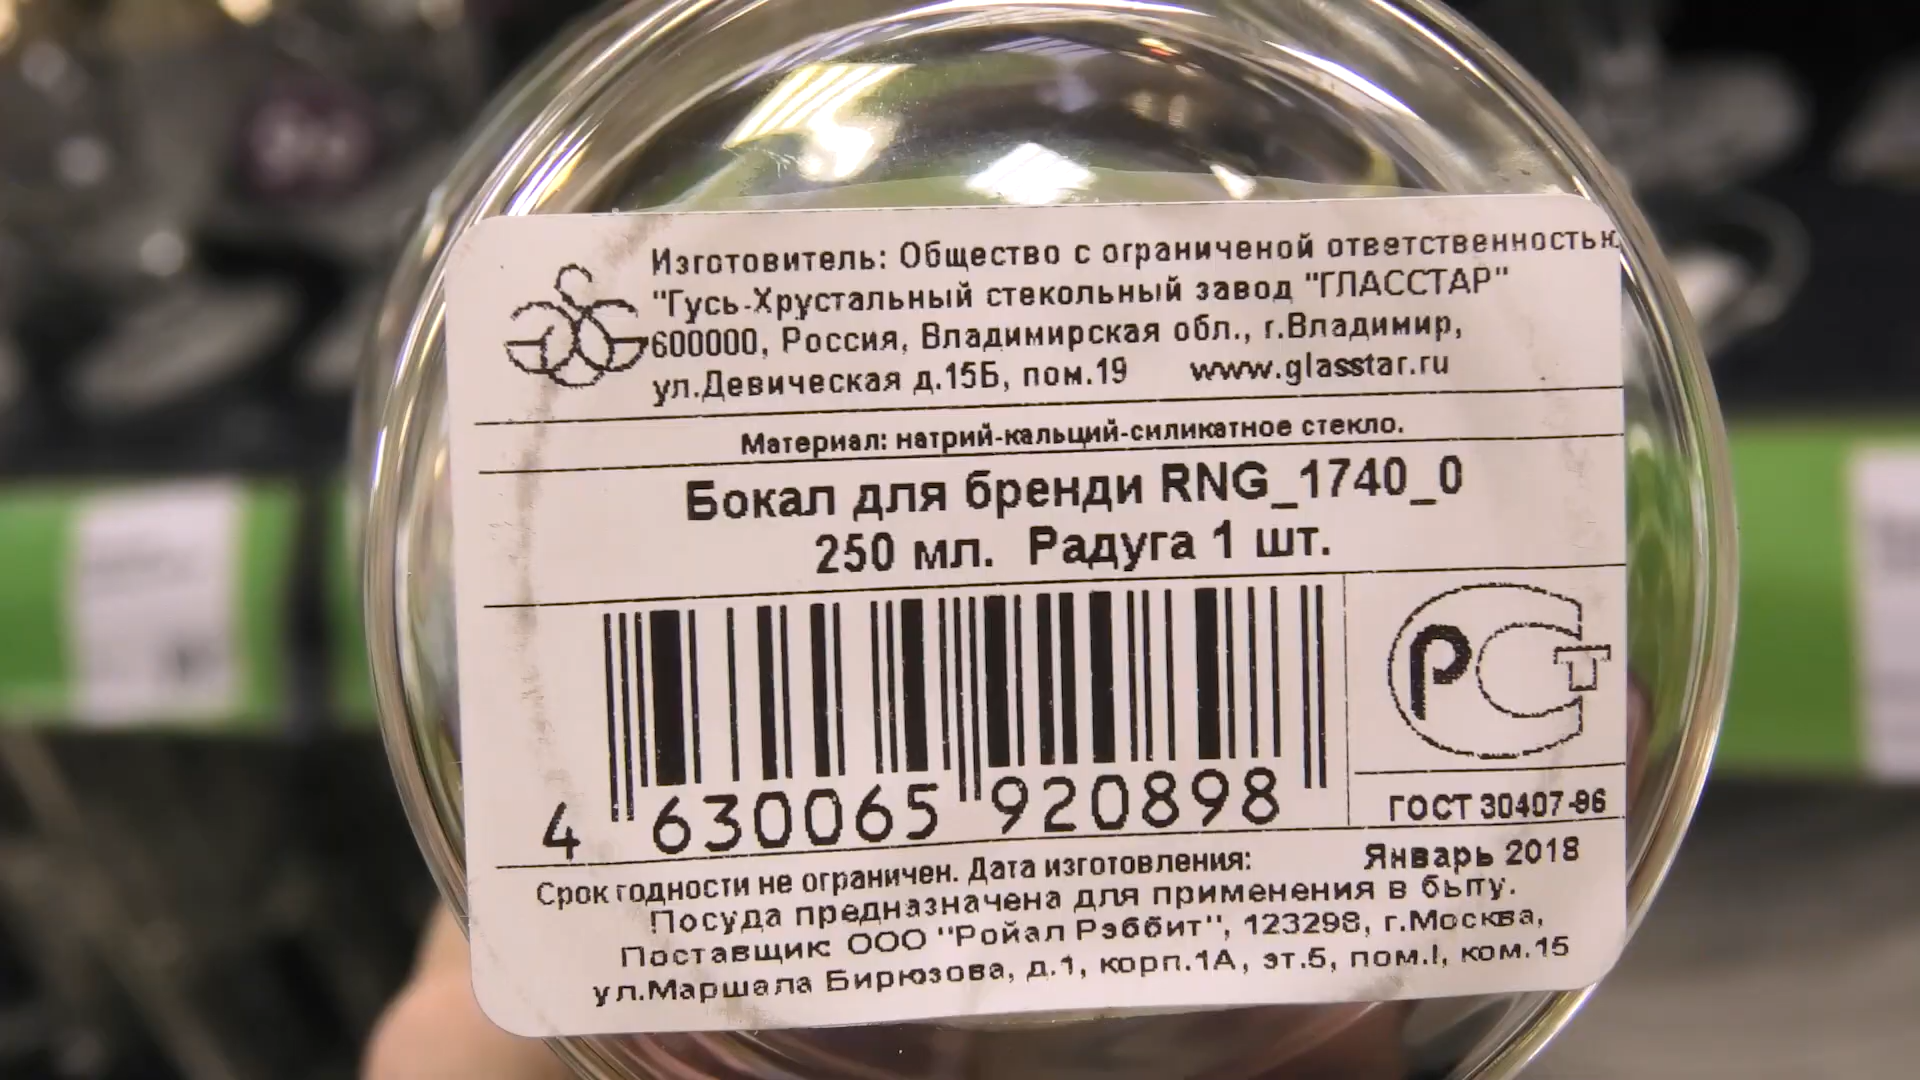 Изготовитель: Общество с ограниченой ответственностью
"Гусь-Хрустальный стекольный завод "ГЛАССТАР"
600000, Россия, Владимирская обл., г.Владимир,
ул.Девическая д.15Б, пом.19 www.glasstar.ru
Материал: натрий-кальций-силикатное стекло.
Бокал для бренди RNG_1740_0
250 мл. Радуга 1 шт.
РСТ
4 630065 920898
ГОСТ 30407-96
Срок годности не ограничен. Дата изготовления: Январь 2018
Посуда предназначена для применения в быту.
Поставщик: ООО "Ройал Рэббит", 123298, г.Москва,
ул.Маршала Бирюзова, д.1, корп.1А, эт.5, пом.I, ком.15